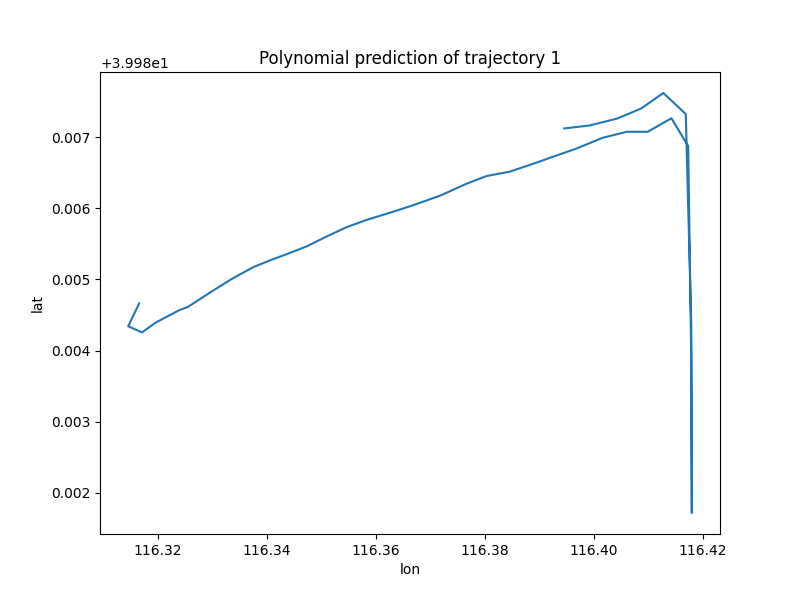 Polynomial prediction of trajectory 1
+3.998e1
0.007
0.006
0.005
0.004
0.003
0.002
lat
116.32 116.34 116.36 116.38 116.40 116.42
lon